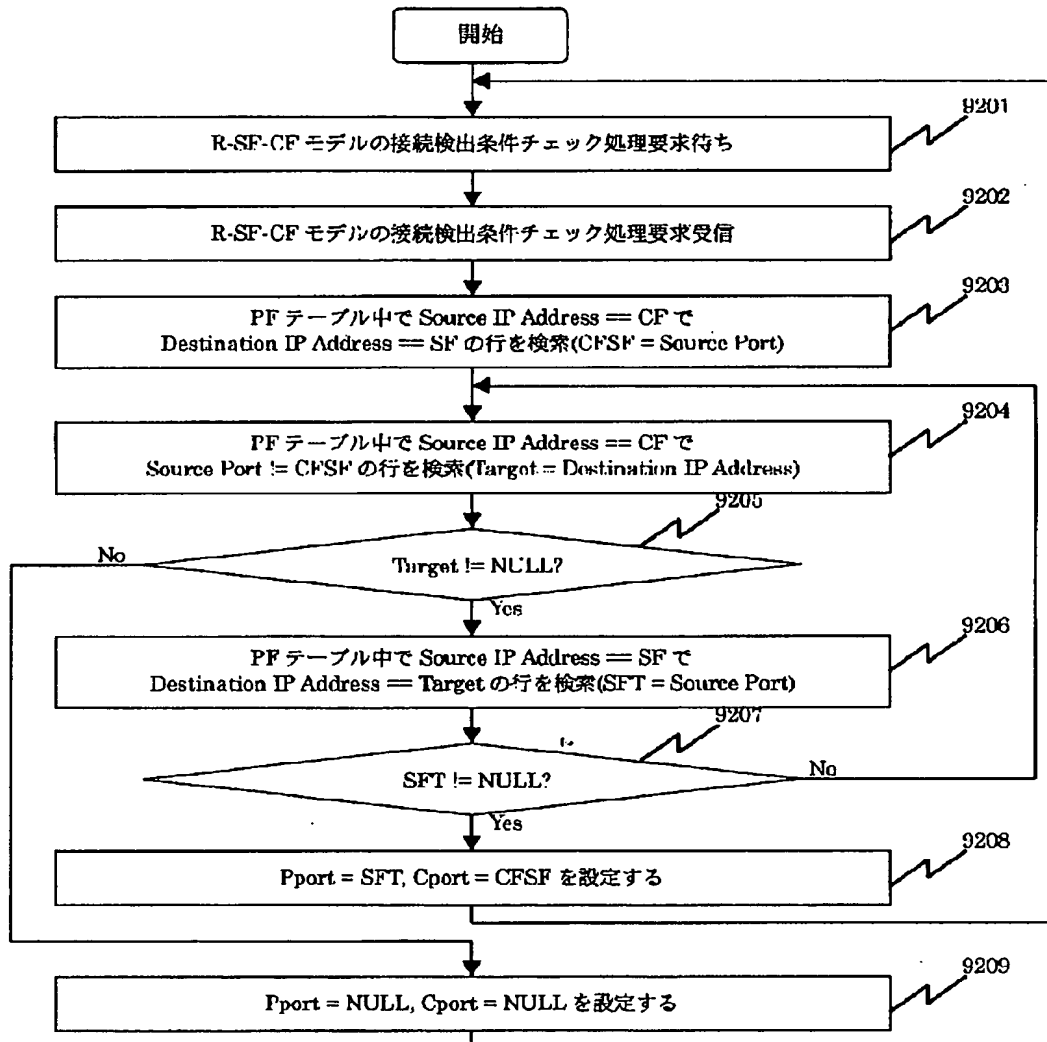 開始
9201
R-SF-CF モデルの接続検出条件チェック処理要求待ち
9202
R-SF-CF モデルの接続検出条件チェック処理要求受信
9203
PF テーブル中で Source IP Address == CF で
Destination IP Address == SF の行を検索(CFSF = Source Port)
9204
PF テーブル中で Source IP Address == CF で
Source Port != CFSF の行を検索(Target = Destination IP Address)
9205
No
Target != NULL?
Yes
9206
PF テーブル中で Source IP Address == SF で
Destination IP Address == Target の行を検索(SFT = Source Port)
9207
No
SFT != NULL?
Yes
9208
Pport = SFT, Cport = CFSF を設定する
9209
Pport = NULL, Cport = NULL を設定する